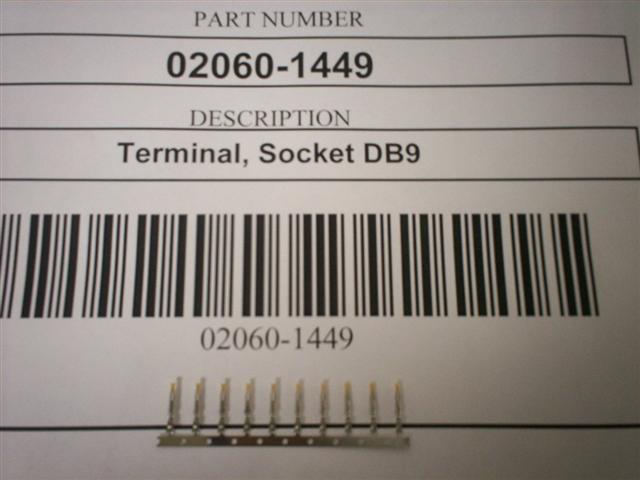 PART NUMBER
02060-1449
DESCRIPTION
Terminal, Socket DB9
02060-1449